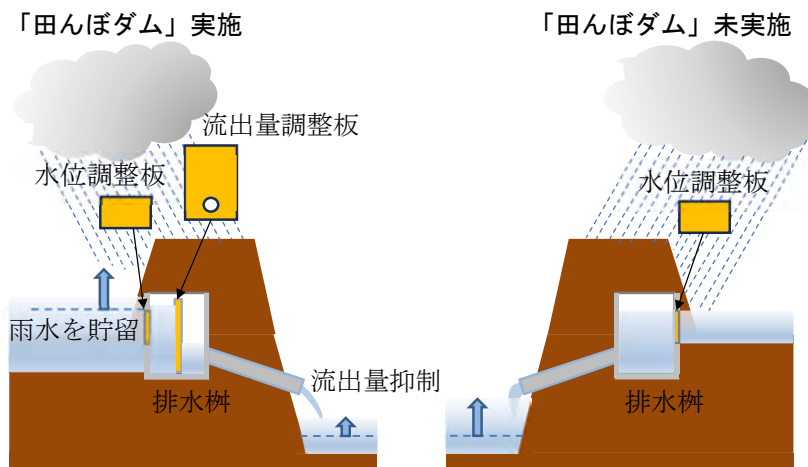 「田んぼダム」実施
流出量調整板
水位調整板
雨水を貯留
排水桝
流出量抑制
「田んぼダム」未実施
水位調整板
排水桝